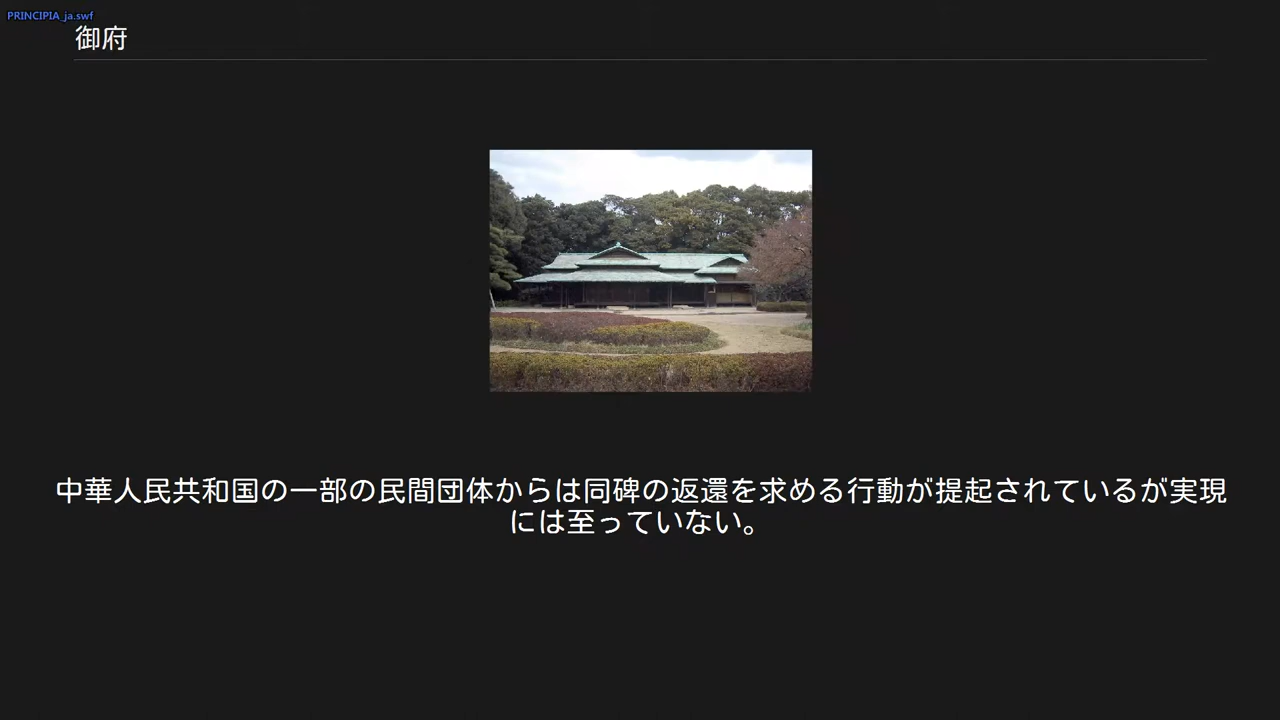 PRINCIPIA_ja.swf
御府
中華人民共和国の一部の民間団体からは同碑の返還を求める行動が提起されているが実現
には至っていない。